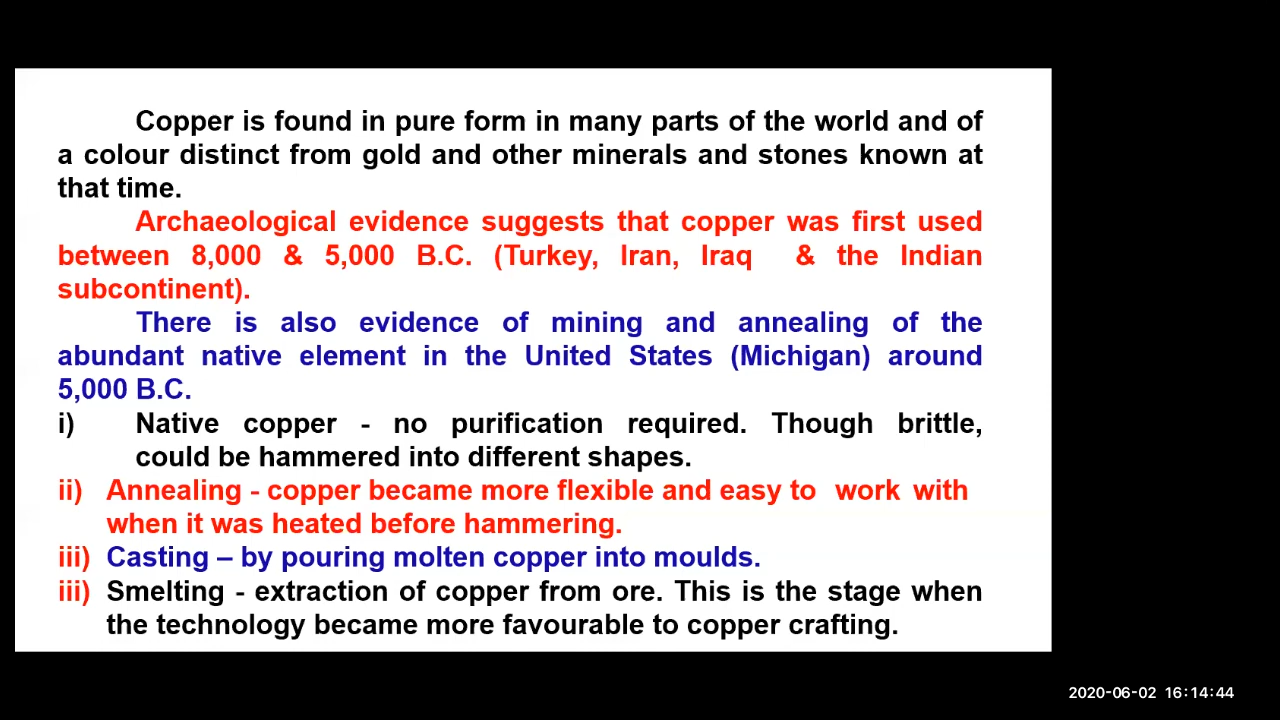 Copper is found in pure form in many parts of the world and of
a colour distinct from gold and other minerals and stones known at
that time.
Archaeological evidence suggests that copper was first used
between 8,000 & 5,000 B.C. (Turkey, Iran, Iraq & the Indian
subcontinent).
There is also evidence of mining and annealing of the
abundant native element in the United States (Michigan) around
5,000 B.C.
i) Native copper - no purification required. Though brittle,
could be hammered into different shapes.
ii) Annealing - copper became more flexible and easy to work with
when it was heated before hammering.
iii) Casting – by pouring molten copper into moulds.
iii) Smelting - extraction of copper from ore. This is the stage when
the technology became more favourable to copper crafting.
2020-06-02 16:14:44